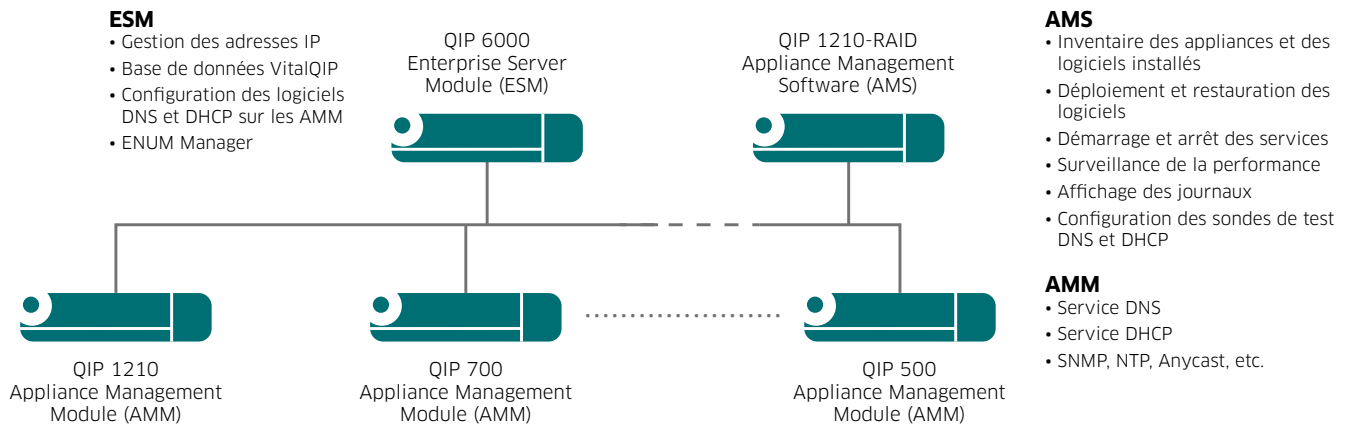 ESM
• Gestion des adresses IP
• Base de données VitalQIP
• Configuration des logiciels
DNS et DHCP sur les AMM
• ENUM Manager
QIP 6000
Enterprise Server
Module (ESM)
QIP 1210-RAID
Appliance Management
Software (AMS)
AMS
• Inventaire des appliances et des
logiciels installés
• Déploiement et restauration des
logiciels
• Démarrage et arrêt des services
• Surveillance de la performance
• Affichage des journaux
• Configuration des sondes de test
DNS et DHCP
AMM
• Service DNS
• Service DHCP
• SNMP, NTP, Anycast, etc.
QIP 1210
Appliance Management
Module (AMM)
QIP 700
Appliance Management
Module (AMM)
QIP 500
Appliance Management
Module (AMM)